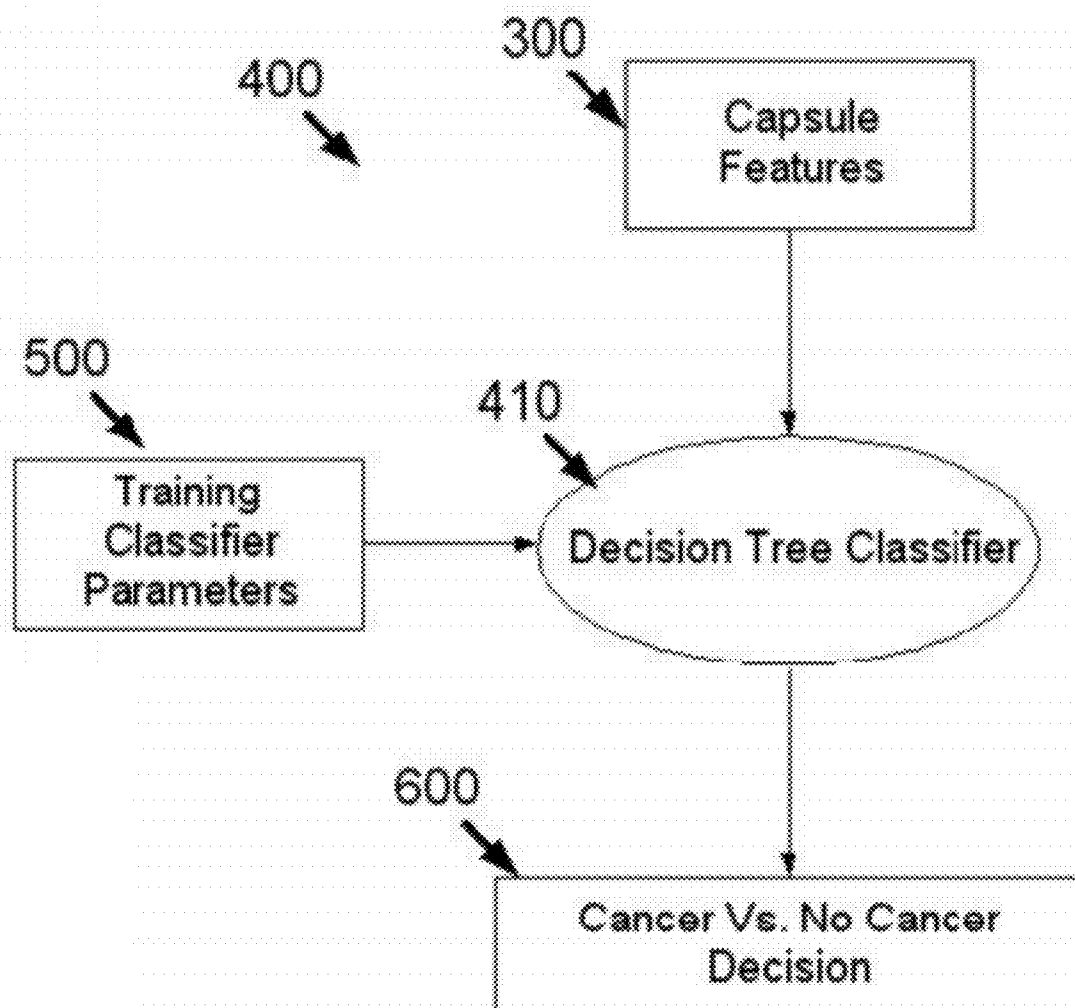 300
400
Capsule
Features
500
410
Training
Classifier
Parameters
Decision Tree Classifier
600
Cancer Vs. No Cancer
Decision